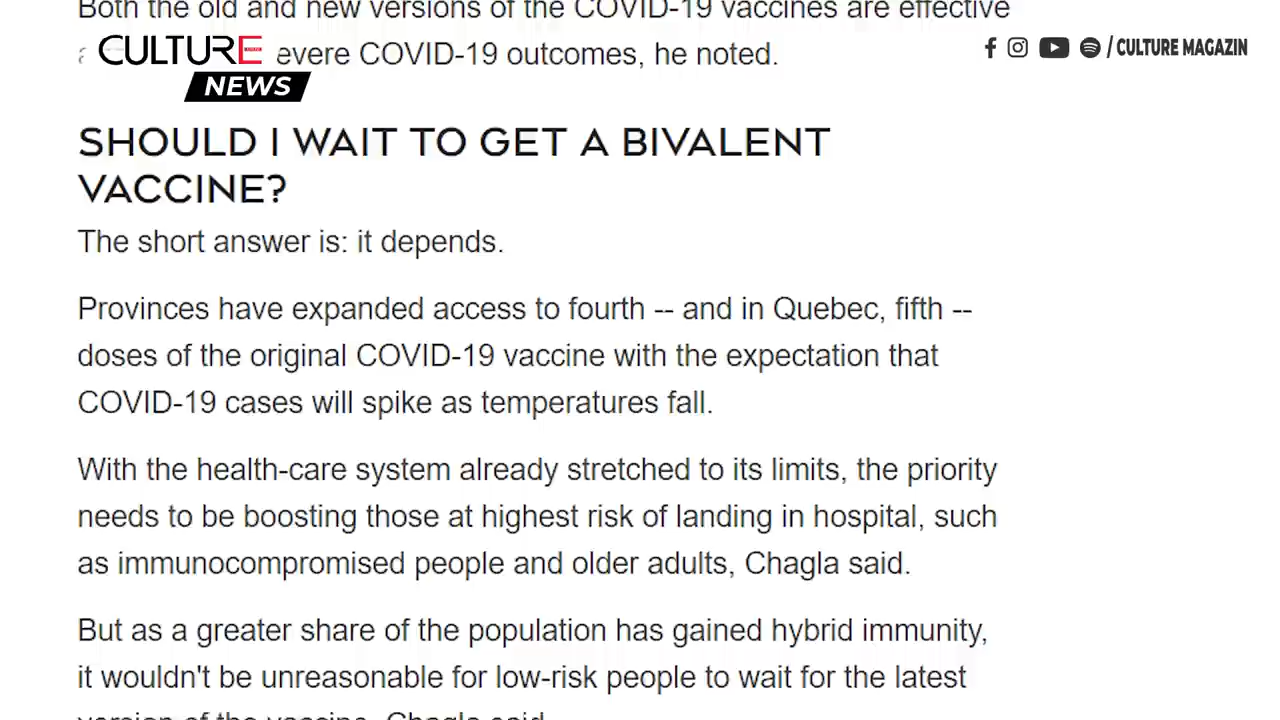 Both the old and new versions of the COVID-19 vaccines are effective
evere COVID-19 outcomes, he noted.
CULTURE
NEWS
/ CULTURE MAGAZIN
SHOULD I WAIT TO GET A BIVALENT
VACCINE?
The short answer is: it depends.
Provinces have expanded access to fourth -- and in Quebec, fifth --
doses of the original COVID-19 vaccine with the expectation that
COVID-19 cases will spike as temperatures fall.
With the health-care system already stretched to its limits, the priority
needs to be boosting those at highest risk of landing in hospital, such
as immunocompromised people and older adults, Chagla said.
But as a greater share of the population has gained hybrid immunity,
it wouldn't be unreasonable for low-risk people to wait for the latest
version of the vaccine, Chagla said